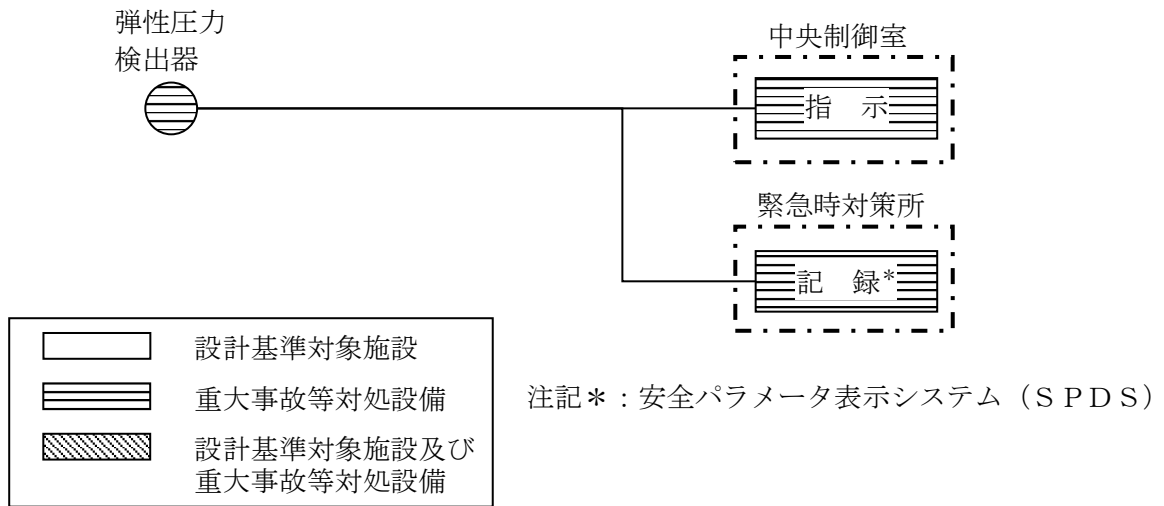 弾性圧力
検出器
中央制御室
指　示
緊急時対策所
記　録*
設計基準対象施設
重大事故等対処設備
設計基準対象施設及び
重大事故等対処設備
注記＊：安全パラメータ表示システム（ＳＰＤＳ）